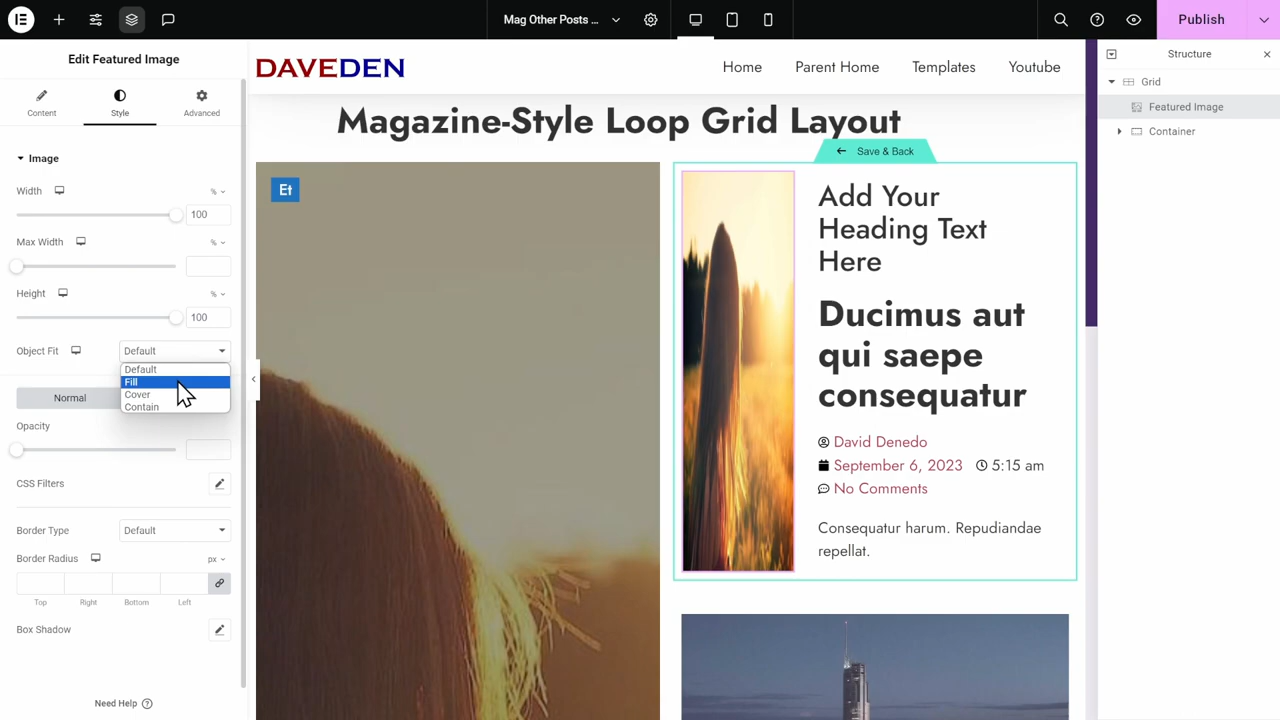 Mag Other Posts ...
Publish
Edit Featured Image
Content
Style
Advanced
Image
Width
%
100
Max Width
%
Height
%
100
Object Fit
Default
Default
Fill
Cover
Contain
Normal
Opacity
CSS Filters
Border Type
Default
Border Radius
px
Top
Right
Bottom
Left
Box Shadow
Need Help
DAVEDEN
Home
Parent Home
Templates
Youtube
Magazine-Style Loop Grid Layout
Save & Back
Et
Add Your
Heading Text
Here
Ducimus aut
qui saepe
consequatur
David Denedo
September 6, 2023
5:15 am
No Comments
Consequatur harum. Repudiandae
repellat.
Structure
Grid
Featured Image
Container